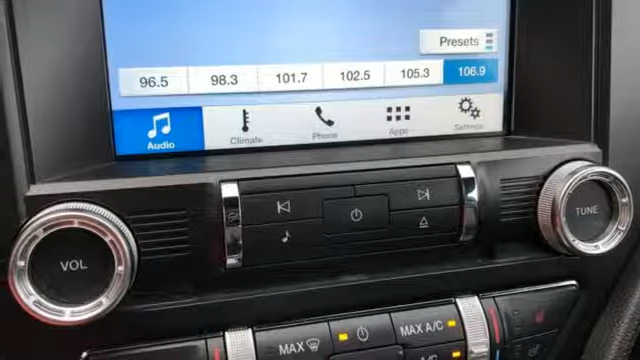 Presets
96.5 98.3 101.7 102.5 105.3 106.9
Audio Climate Phone Apps Settings
VOL
TUNE
MAX MAX A/C
A/C